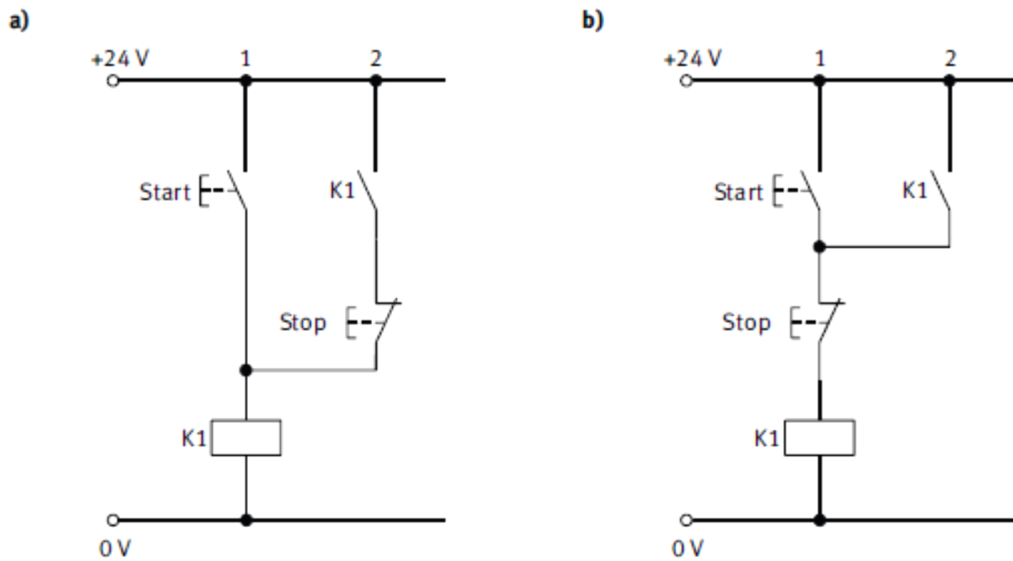 a)
+24 V 1 2
Start K1
Stop
K1
0 V
b)
+24 V 1 2
Start K1
Stop
K1
0 V